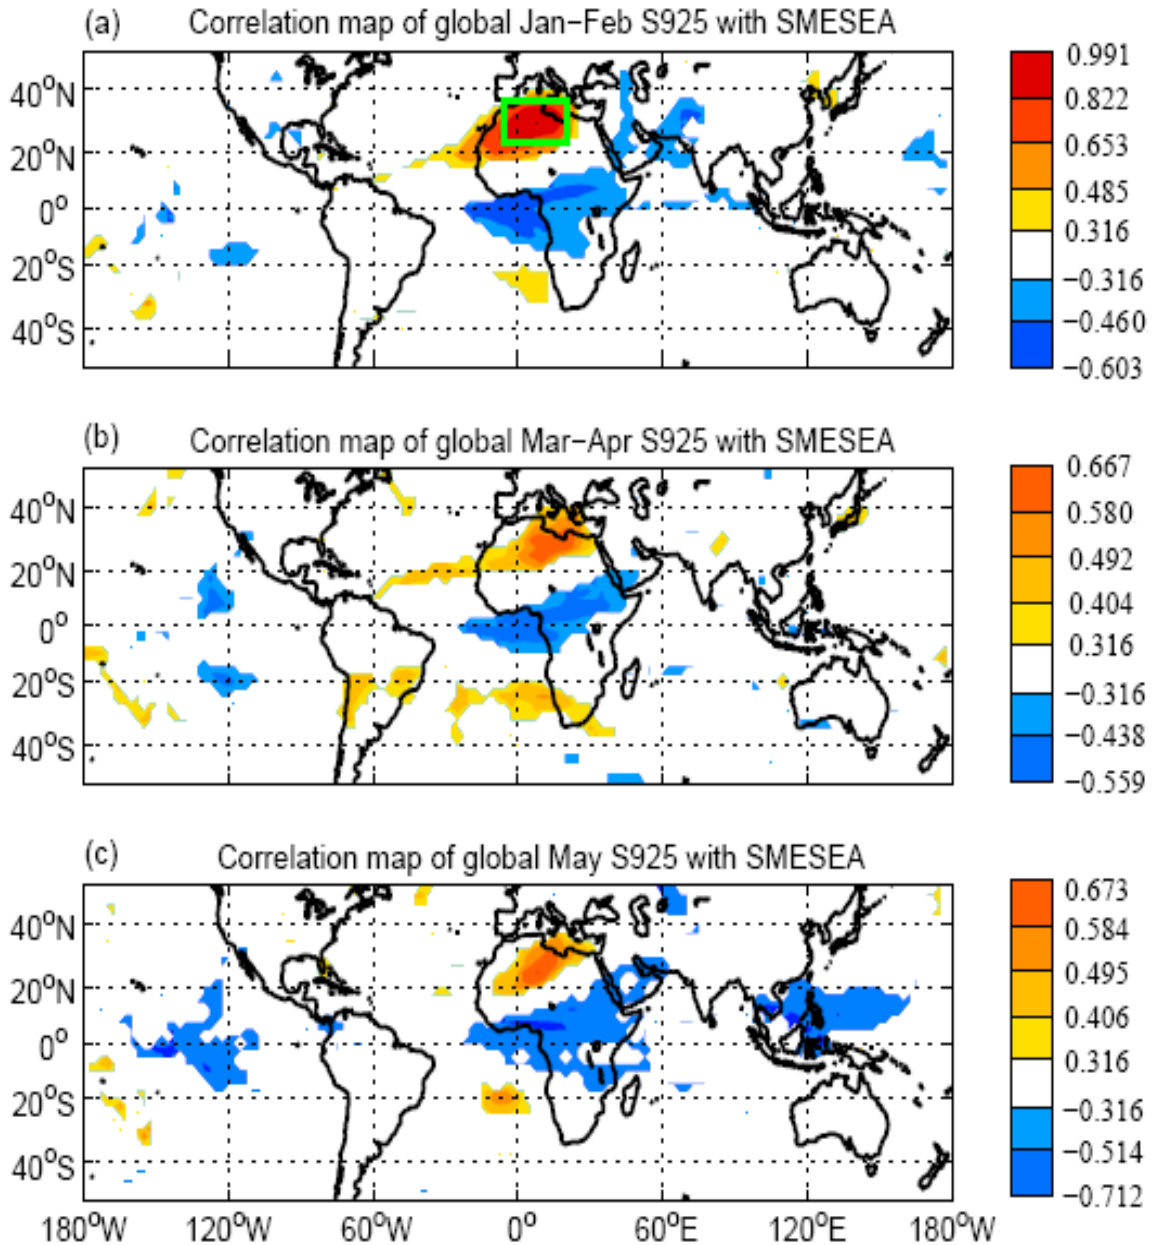 (a) Correlation map of global Jan–Feb S925 with SMESEA
40°N
20°N
0°
20°S
40°S
0.991
0.822
0.653
0.485
0.316
−0.316
−0.460
−0.603
(b) Correlation map of global Mar–Apr S925 with SMESEA
40°N
20°N
0°
20°S
40°S
0.667
0.580
0.492
0.404
0.316
−0.316
−0.438
−0.559
(c) Correlation map of global May S925 with SMESEA
40°N
20°N
0°
20°S
40°S
0.673
0.584
0.495
0.406
0.316
−0.316
−0.514
−0.712
180°W 120°W 60°W 0° 60°E 120°E 180°W